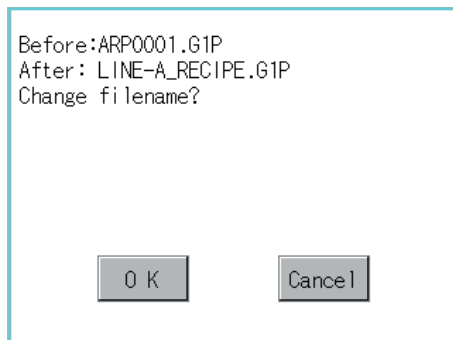 Before:ARP0001.G1P
After: LINE-A_RECIPE.G1P
Change filename?
O K
Cancel